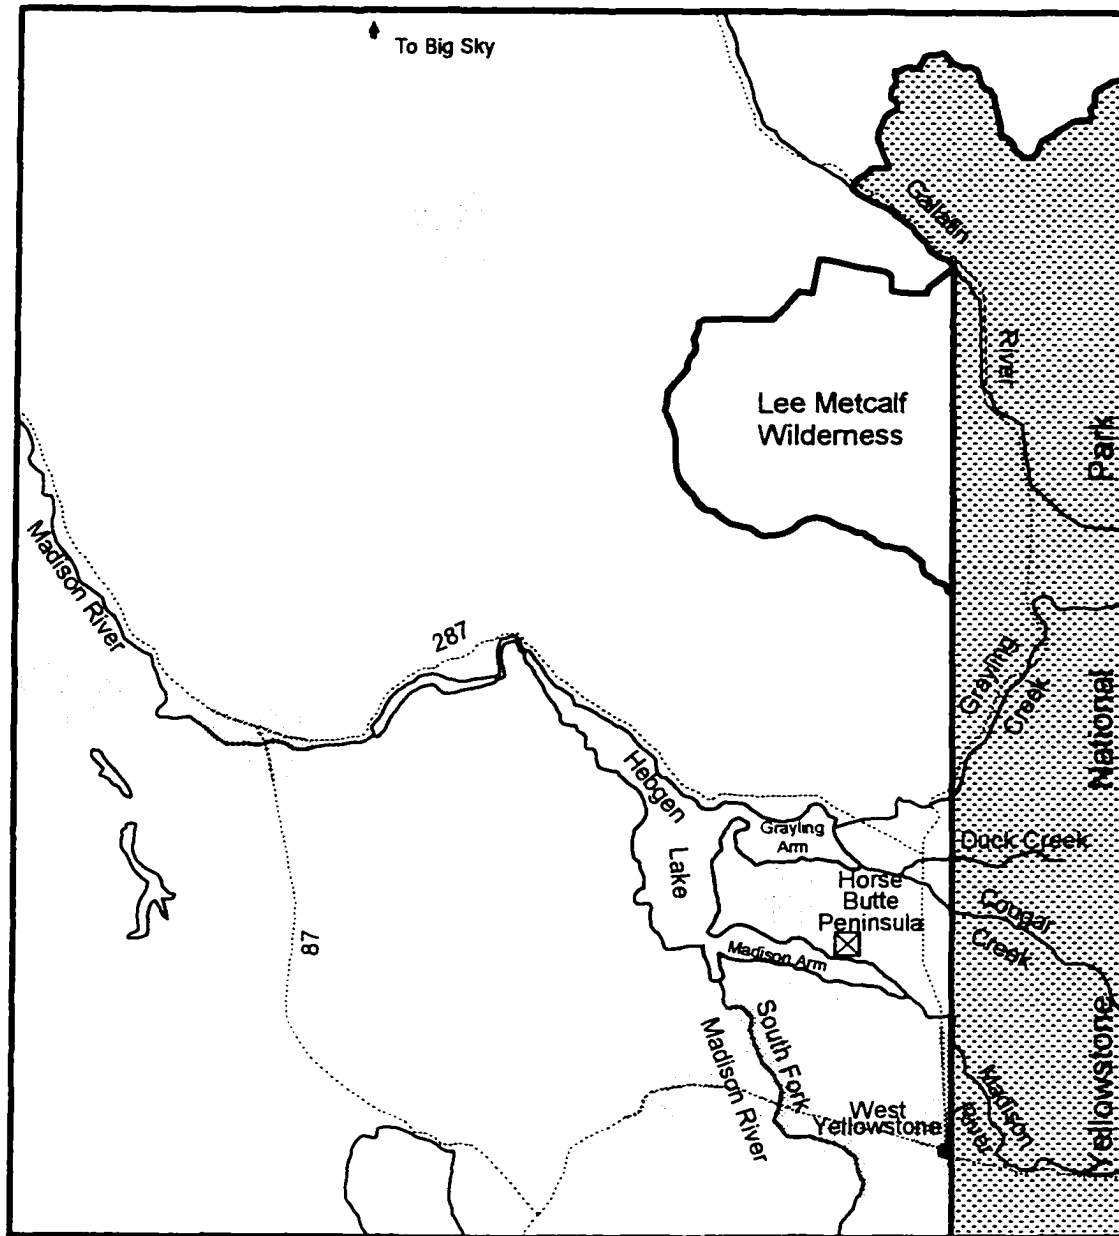 To Big Sky
Gallatin
River
Lee Metcalf
Wilderness
Park
Madison River
287
Grayling
Creek
National
Hebgen
Lake
Grayling
Arm
Duck Creek
Horse
Butte
Peninsula
Cougar
Creek
87
Madison Arm
South Fork
Madison River
West
Yellowstone
Madison
River
Yellowstone